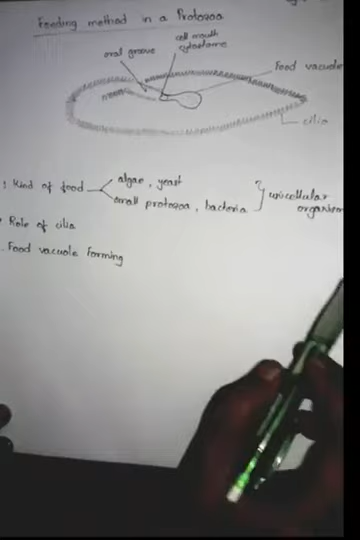 Feeding method in a Protozoa
cell mouth
oral groove cytostome
Food vacuole
cilia
Kind of food algae, yeast
small protozoa, bacteria } unicellular
organism
Role of cilia
Food vacuole forming